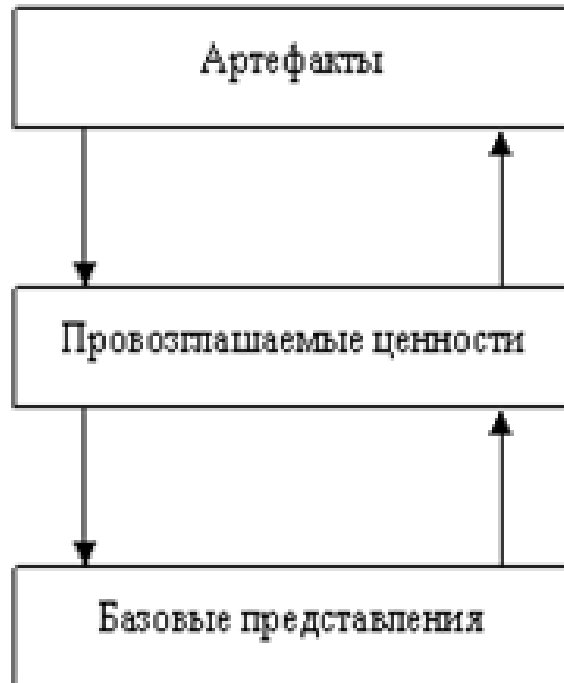 Артефакты
Провозглашаемые ценности
Базовые представления